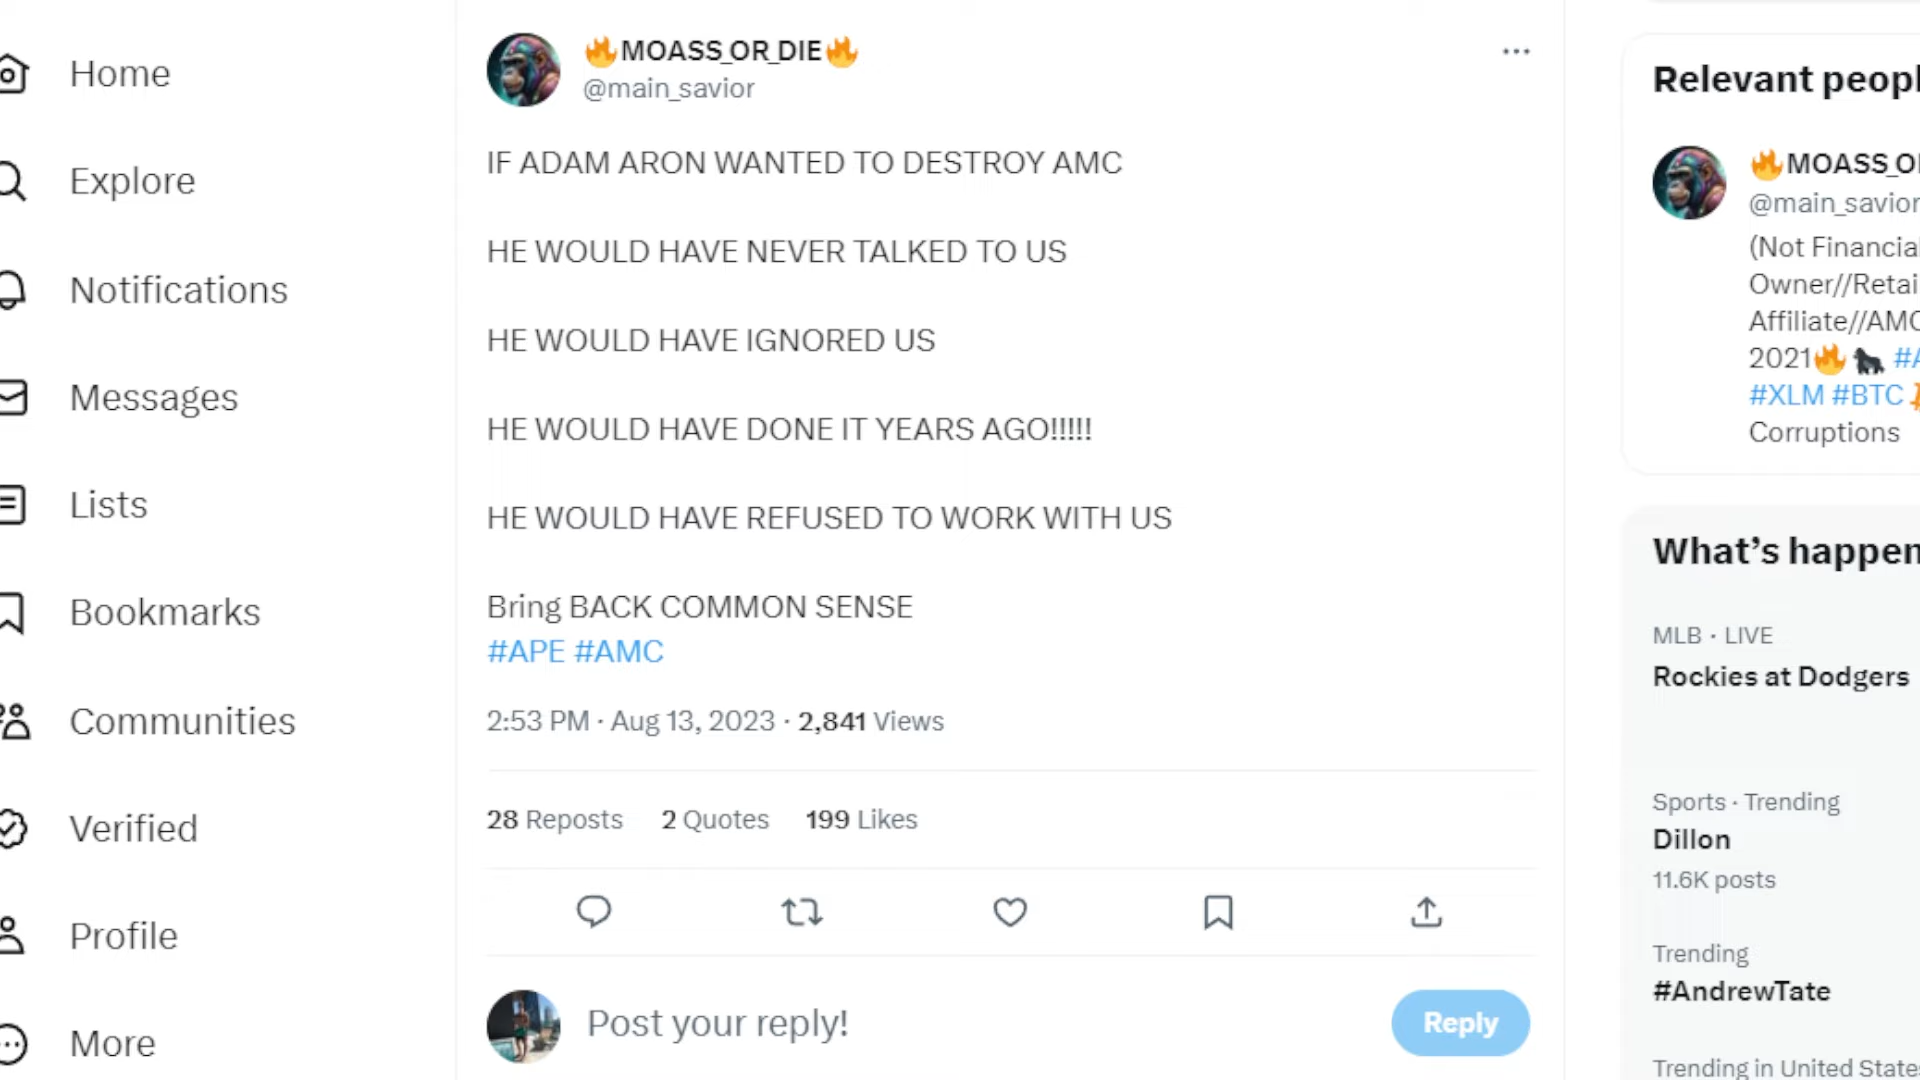 Home
Explore
Notifications
Messages
Lists
Bookmarks
Communities
Verified
Profile
More
🔥MOASS_OR_DIE🔥
@main_savior
IF ADAM ARON WANTED TO DESTROY AMC
HE WOULD HAVE NEVER TALKED TO US
HE WOULD HAVE IGNORED US
HE WOULD HAVE DONE IT YEARS AGO!!!!!
HE WOULD HAVE REFUSED TO WORK WITH US
Bring BACK COMMON SENSE
#APE #AMC
2:53 PM · Aug 13, 2023 · 2,841 Views
28 Reposts 2 Quotes 199 Likes
Post your reply!
Reply
Relevant peopl
🔥MOASS_O
@main_savior
(Not Financial
Owner//Retai
Affiliate//AMC
2021🔥🦍 #A
#XLM #BTC
Corruptions
What's happen
MLB · LIVE
Rockies at Dodgers
Sports · Trending
Dillon
11.6K posts
Trending
#AndrewTate
Trending in United States